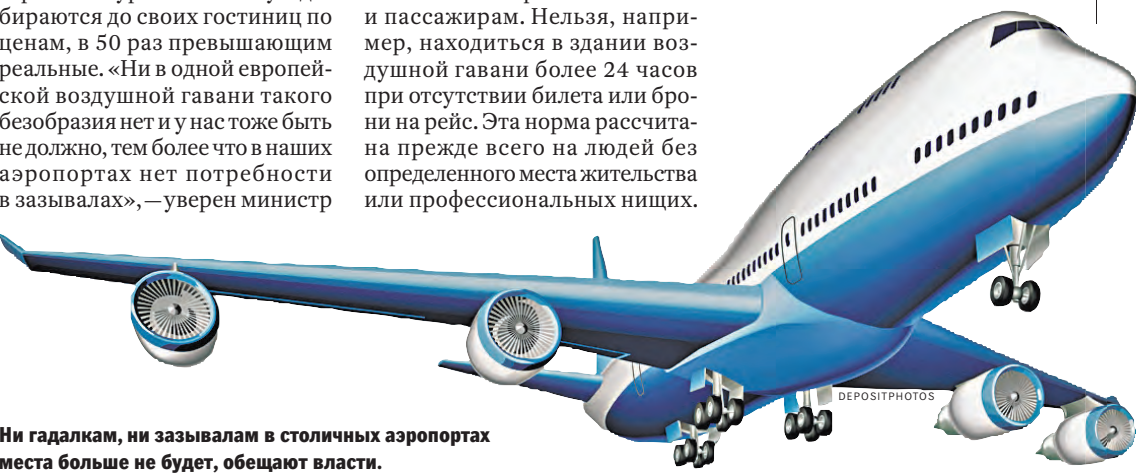 бираются до своих гостиниц по
ценам, в 50 раз превышающим
реальные. «Ни в одной европей-
ской воздушной гавани такого
безобразия нет и у нас тоже быть
не должно, тем более что в наших
аэропортах нет потребности
в зазывалах», — уверен министр
и пассажирам. Нельзя, напри-
мер, находиться в здании воз-
душной гавани более 24 часов
при отсутствии билета или бро-
ни на рейс. Эта норма рассчита-
на прежде всего на людей без
определенного места жительства
или профессиональных нищих.
DEPOSITPHOTOS
Ни гадалкам, ни зазывалам в столичных аэропортах
места больше не будет, обещают власти.